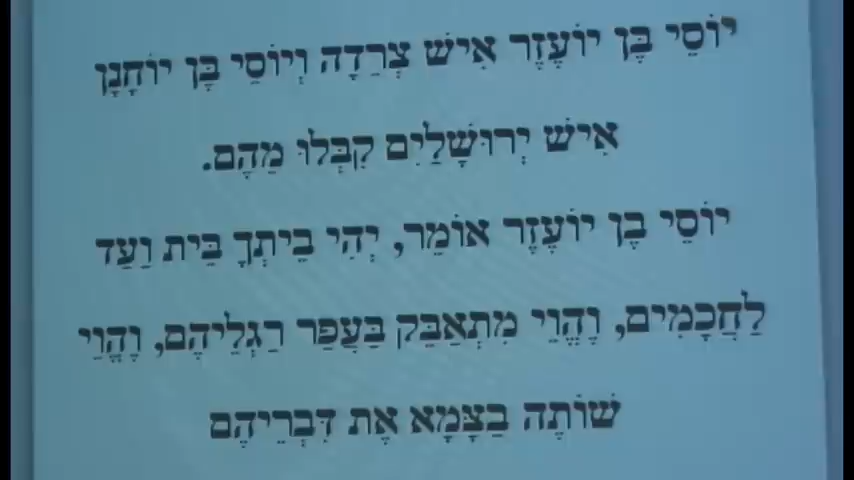 יוֹסֵי בֶּן יוֹעֶזֶר אִישׁ צְרֵדָה וְיוֹסֵי בֶּן יוֹחָנָן
אִישׁ יְרוּשָׁלַיִם קִבְּלוּ מֵהֶם.
יוֹסֵי בֶן יוֹעֶזֶר אוֹמֵר, יְהִי בֵיתְךָ בֵּית וַעַד
לַחֲכָמִים, וֶהֱוֵי מִתְאַבֵּק בַּעֲפַר רַגְלֵיהֶם, וֶהֱוֵי
שׁוֹתֶה בַצָּמָא אֶת דִּבְרֵיהֶם